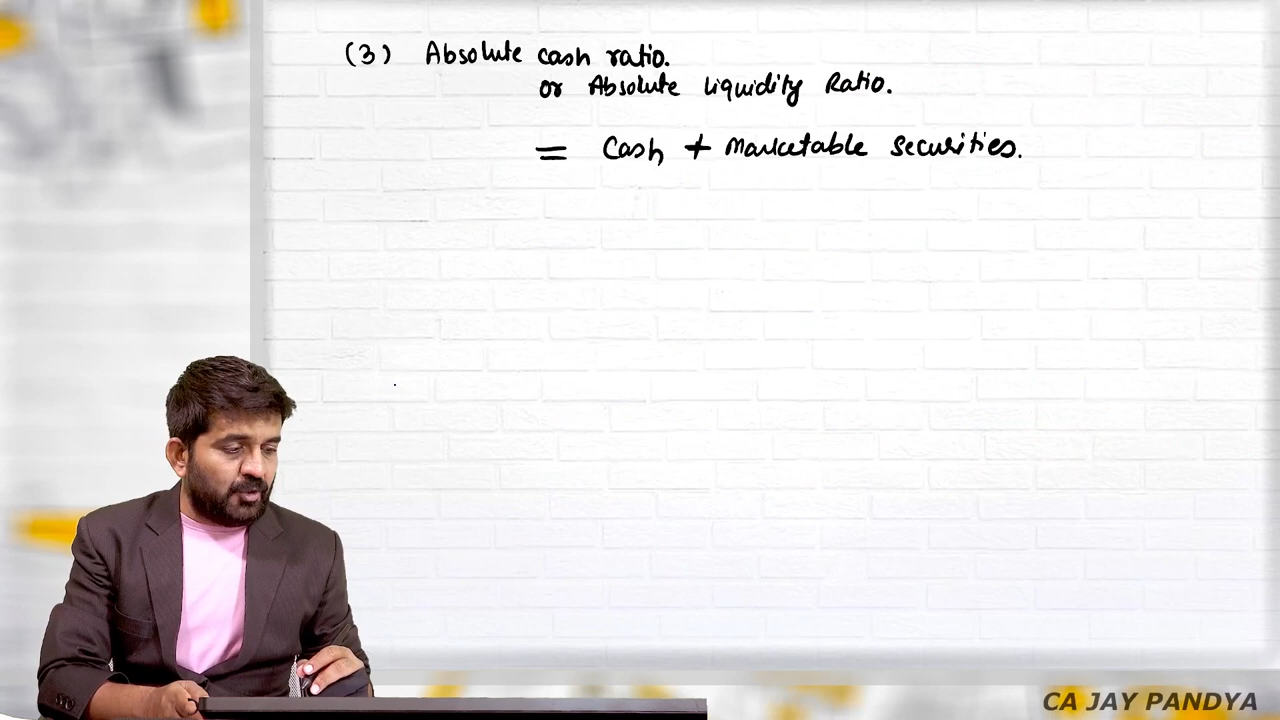 (3) Absolute cash ratio.
or Absolute Liquidity Ratio.
= Cash + Marketable Securities.
CA JAY PANDYA